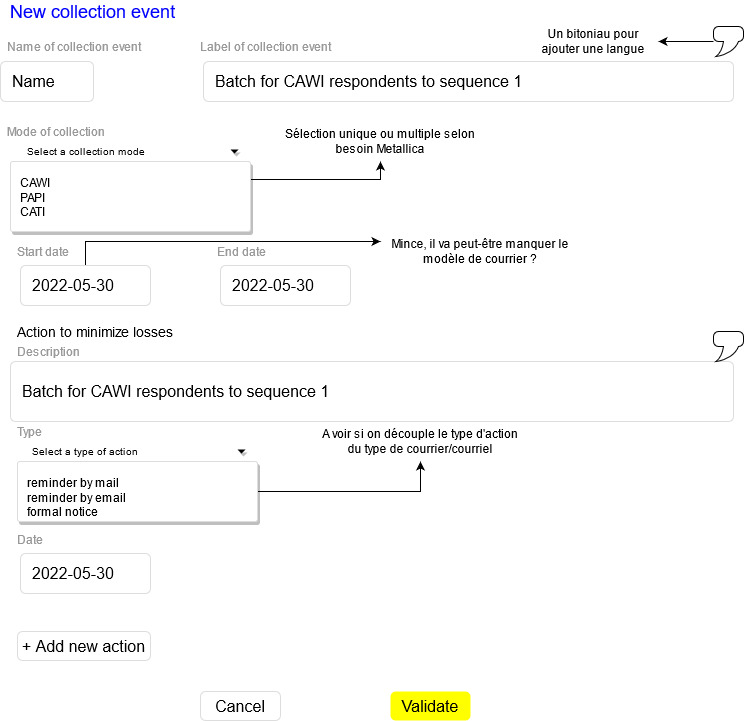 New collection event
Un bitoniau pour
ajouter une langue
Name of collection event
Label of collection event
Name
Batch for CAWI respondents to sequence 1
Mode of collection
Select a collection mode
Sélection unique ou multiple selon
besoin Metallica
CAWI
PAPI
CATI
Start date
End date
Mince, il va peut-être manquer le
modèle de courrier ?
2022-05-30
2022-05-30
Action to minimize losses
Description
Batch for CAWI respondents to sequence 1
Type
Select a type of action
A voir si on découple le type d'action
du type de courrier/courriel
reminder by mail
reminder by email
formal notice
Date
2022-05-30
+ Add new action
Cancel
Validate